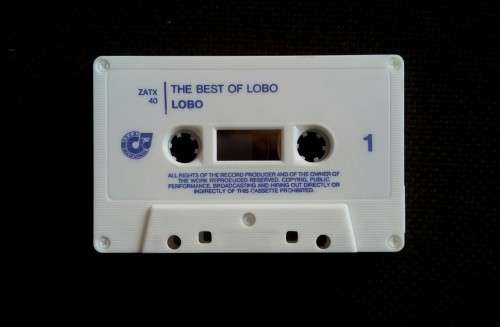 ZATX
40
THE BEST OF LOBO
LOBO
1
ALL RIGHTS OF THE RECORD PRODUCER AND OF THE OWNER OF
THE WORK REPRODUCED RESERVED. COPYING, PUBLIC
PERFORMANCE, BROADCASTING AND HIRING OUT DIRECTLY OR
INDIRECTLY OF THIS CASSETTE PROHIBITED.